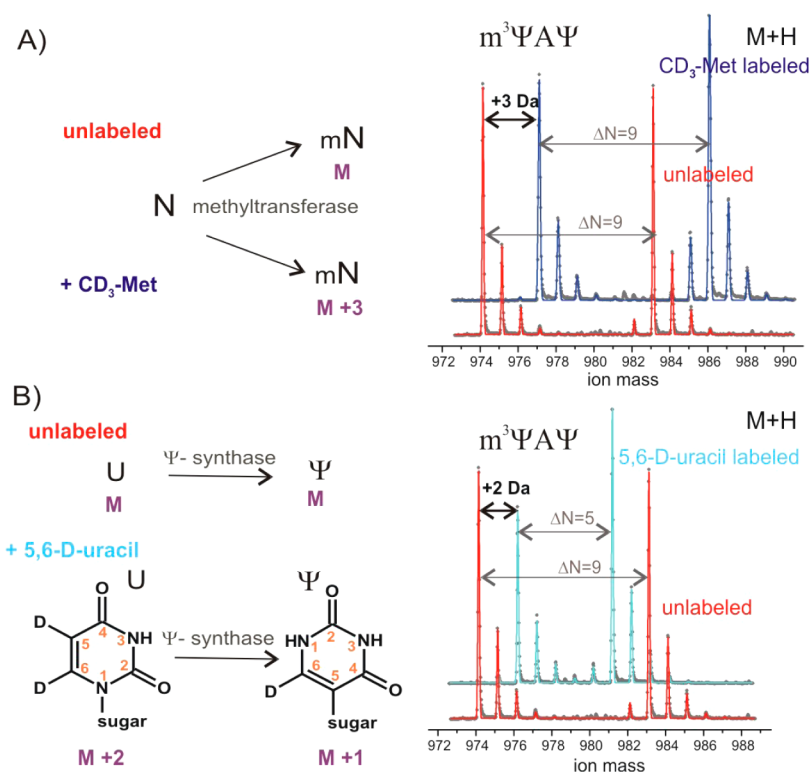 A)
unlabeled
N
methyltransferase
mN
M
+ CD₃-Met
mN
M +3
m³ΨAΨ
M+H
CD₃-Met labeled
+3 Da
ΔN=9
unlabeled
ΔN=9
972 974 976 978 980 982 984 986 988 990
ion mass
B)
unlabeled
U
Ψ- synthase
Ψ
M
M
+ 5,6-D-uracil
U
Ψ
O
D
4
5
3
NH
6
2
1
D
N
O
sugar
M +2
Ψ- synthase
O
HN
2
NH
1
3
6
4
D
5
O
sugar
M +1
m³ΨAΨ
M+H
5,6-D-uracil labeled
+2 Da
ΔN=5
ΔN=9
unlabeled
972 974 976 978 980 982 984 986 988
ion mass